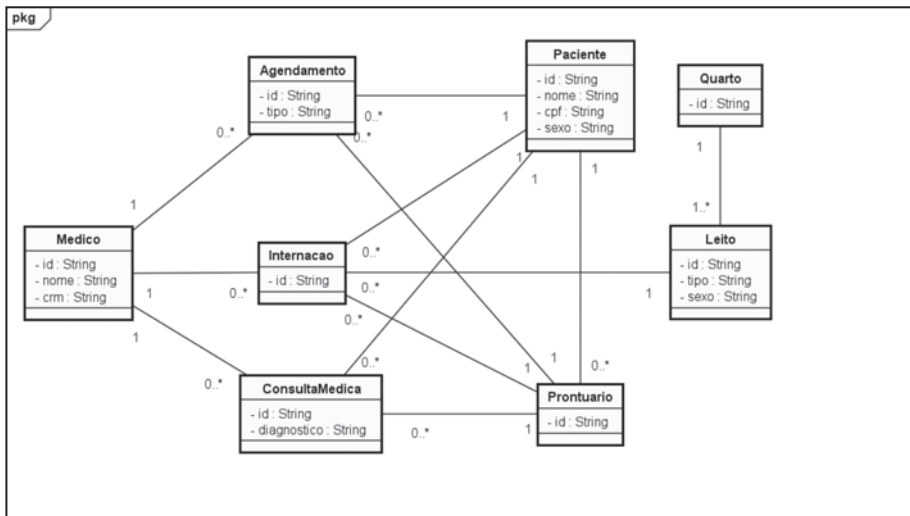 pkg
Agendamento
- id : String
- tipo : String
Paciente
- id : String
- nome : String
- cpf : String
- sexo : String
Quarto
- id : String
0..*
1
0..*
0..*
1
1
1
1
1
1..*
Medico
- id : String
- nome : String
- crm : String
Internacao
- id : String
Leito
- id : String
- tipo : String
- sexo : String
0..*
1
0..*
0..*
1
0..*
1
0..*
1
1
0..*
0..*
ConsultaMedica
- id : String
- diagnostico : String
Prontuario
- id : String
0..*
1